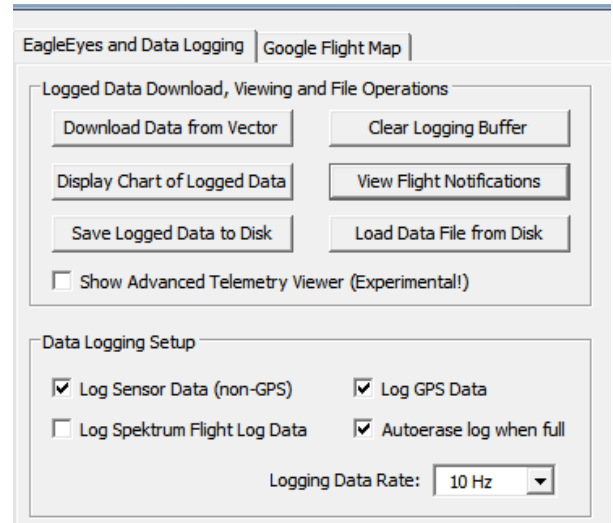 EagleEyes and Data Logging Google Flight Map
Logged Data Download, Viewing and File Operations
Download Data from Vector Clear Logging Buffer
Display Chart of Logged Data View Flight Notifications
Save Logged Data to Disk Load Data File from Disk
Show Advanced Telemetry Viewer (Experimental!)
Data Logging Setup
Log Sensor Data (non-GPS) Log GPS Data
Log Spektrum Flight Log Data Autoerase log when full
Logging Data Rate: 10 Hz